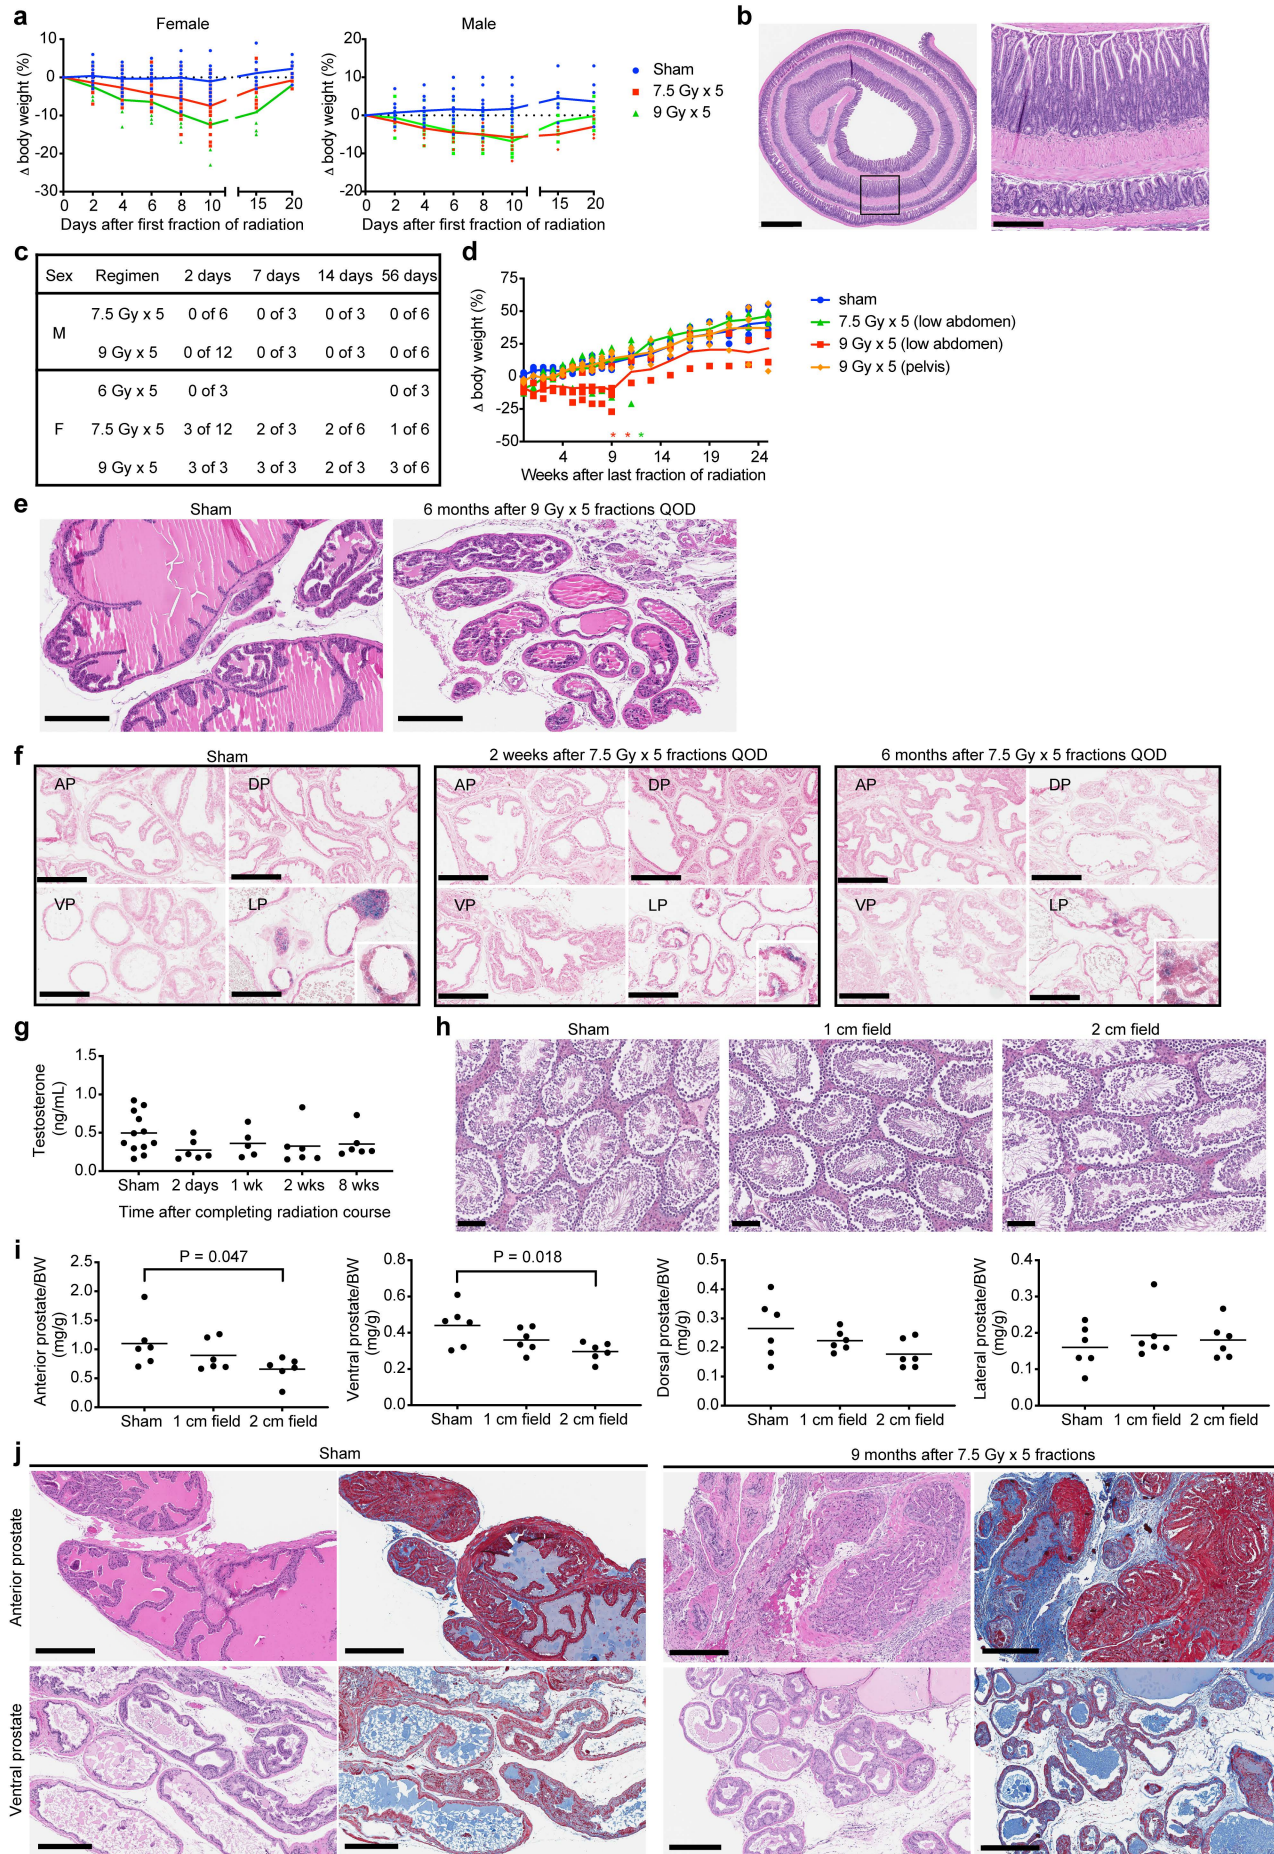 a
Female
Male
Δ body weight (%)
10
0
-10
-20
-30
0 2 4 6 8 10 15 20
Days after first fraction of radiation
Δ body weight (%)
20
10
0
-10
-20
0 2 4 6 8 10 15 20
Days after first fraction of radiation
Sham
7.5 Gy x 5
9 Gy x 5
b
c
Sex Regimen 2 days 7 days 14 days 56 days
M
7.5 Gy x 5 0 of 6 0 of 3 0 of 3 0 of 6
9 Gy x 5 0 of 12 0 of 3 0 of 3 0 of 6
6 Gy x 5 0 of 3 0 of 3
F 7.5 Gy x 5 3 of 12 2 of 3 2 of 6 1 of 6
9 Gy x 5 3 of 3 3 of 3 2 of 3 3 of 6
d
Δ body weight (%)
75
50
25
0
-25
-50
* * *
4 9 14 19 24
Weeks after last fraction of radiation
sham
7.5 Gy x 5 (low abdomen)
9 Gy x 5 (low abdomen)
9 Gy x 5 (pelvis)
e
Sham
6 months after 9 Gy x 5 fractions QOD
f
Sham
AP DP
VP LP
2 weeks after 7.5 Gy x 5 fractions QOD
AP DP
VP LP
6 months after 7.5 Gy x 5 fractions QOD
AP DP
VP LP
g
Testosterone
(ng/mL)
1.5
1.0
0.5
0.0
Sham 2 days 1 wk 2 wks 8 wks
Time after completing radiation course
h
Sham
1 cm field
2 cm field
i
Anterior prostate/BW
(mg/g)
2.5
2.0
1.5
1.0
0.5
0.0
P = 0.047
Sham 1 cm field 2 cm field
Ventral prostate/BW
(mg/g)
0.8
0.6
0.4
0.2
0.0
P = 0.018
Sham 1 cm field 2 cm field
Dorsal prostate/BW
(mg/g)
0.5
0.4
0.3
0.2
0.1
0.0
Sham 1 cm field 2 cm field
Lateral prostate/BW
(mg/g)
0.4
0.3
0.2
0.1
0.0
Sham 1 cm field 2 cm field
j
Sham
9 months after 7.5 Gy x 5 fractions
Anterior prostate
Ventral prostate